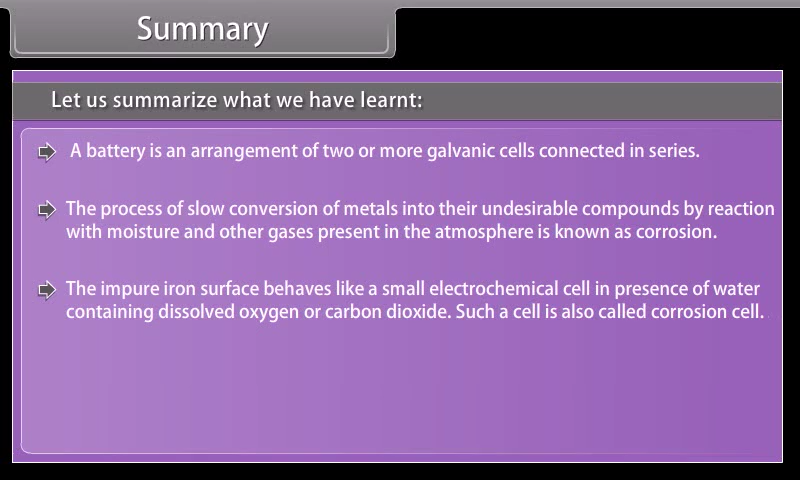 Summary
Let us summarize what we have learnt:
A battery is an arrangement of two or more galvanic cells connected in series.
The process of slow conversion of metals into their undesirable compounds by reaction
with moisture and other gases present in the atmosphere is known as corrosion.
The impure iron surface behaves like a small electrochemical cell in presence of water
containing dissolved oxygen or carbon dioxide. Such a cell is also called corrosion cell.